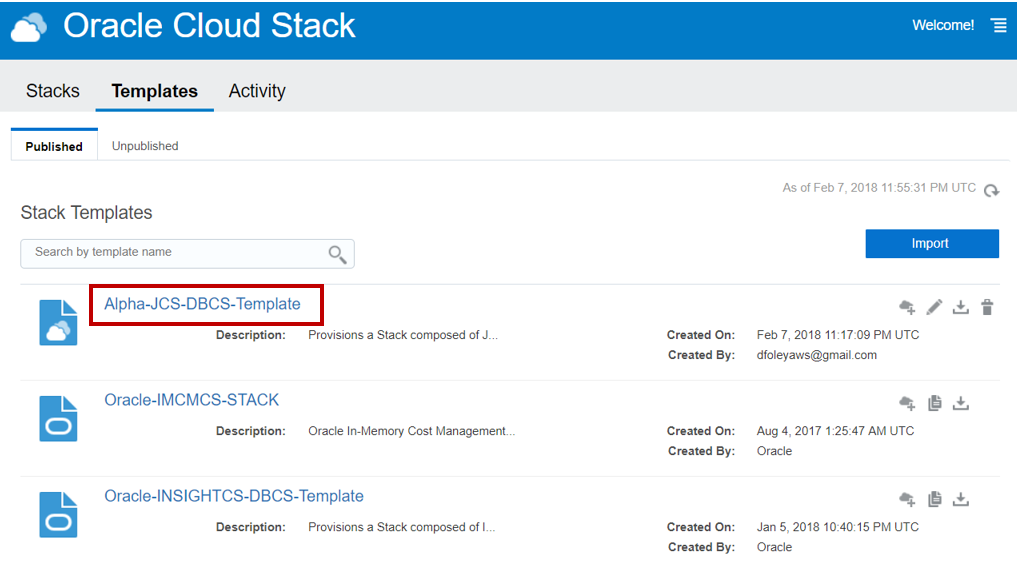 Oracle Cloud Stack
Welcome!
Stacks Templates Activity
Published Unpublished
As of Feb 7, 2018 11:55:31 PM UTC
Stack Templates
Search by template name
Import
Alpha-JCS-DBCS-Template
Description: Provisions a Stack composed of J... Created On: Feb 7, 2018 11:17:09 PM UTC
Created By: dfoleyaws@gmail.com
Oracle-IMCMCS-STACK
Description: Oracle In-Memory Cost Management... Created On: Aug 4, 2017 1:25:47 AM UTC
Created By: Oracle
Oracle-INSIGHTCS-DBCS-Template
Description: Provisions a Stack composed of I... Created On: Jan 5, 2018 10:40:15 PM UTC
Created By: Oracle